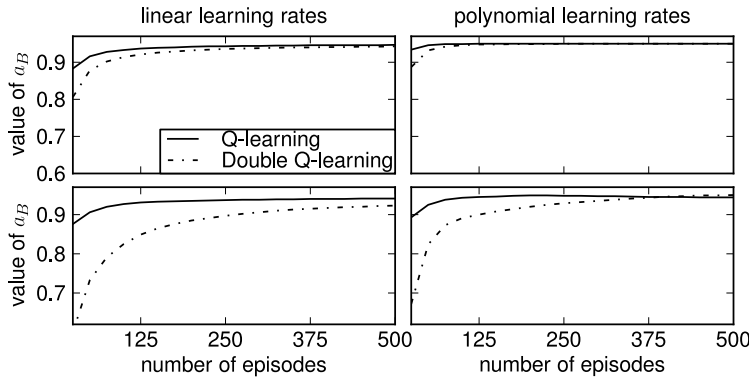 linear learning rates
polynomial learning rates
value of a_B
0.9
0.8
0.7
0.6
Q-learning
Double Q-learning
value of a_B
0.9
0.8
0.7
125
250
375
500
number of episodes
125
250
375
500
number of episodes